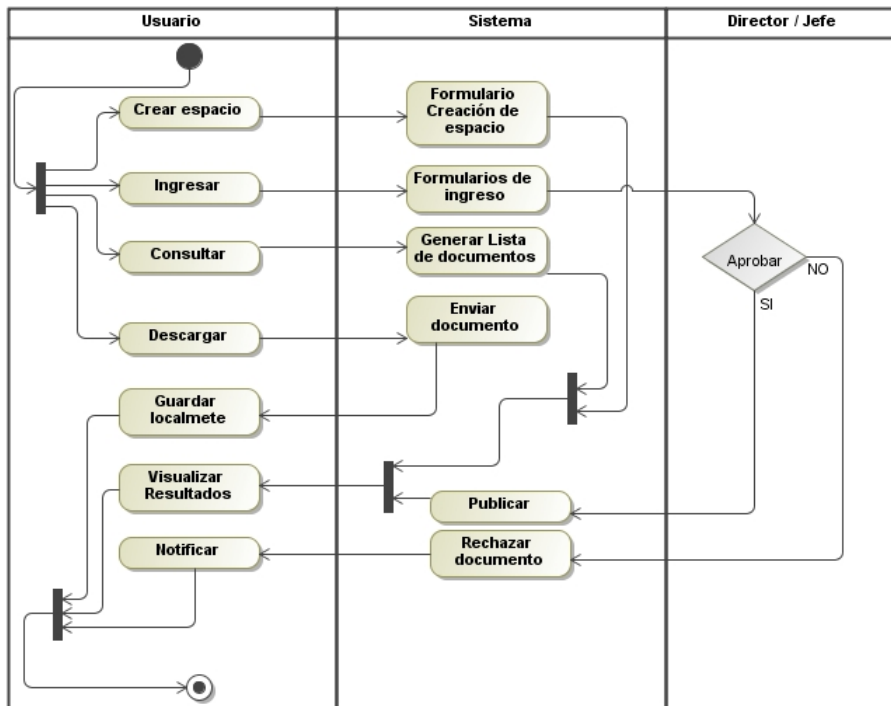 Usuario
Sistema
Director / Jefe
Crear espacio
Formulario
Creación de
espacio
Ingresar
Formularios de
ingreso
Consultar
Generar Lista
de documentos
Aprobar
NO
SI
Descargar
Enviar
documento
Guardar
localmete
Visualizar
Resultados
Publicar
Notificar
Rechazar
documento